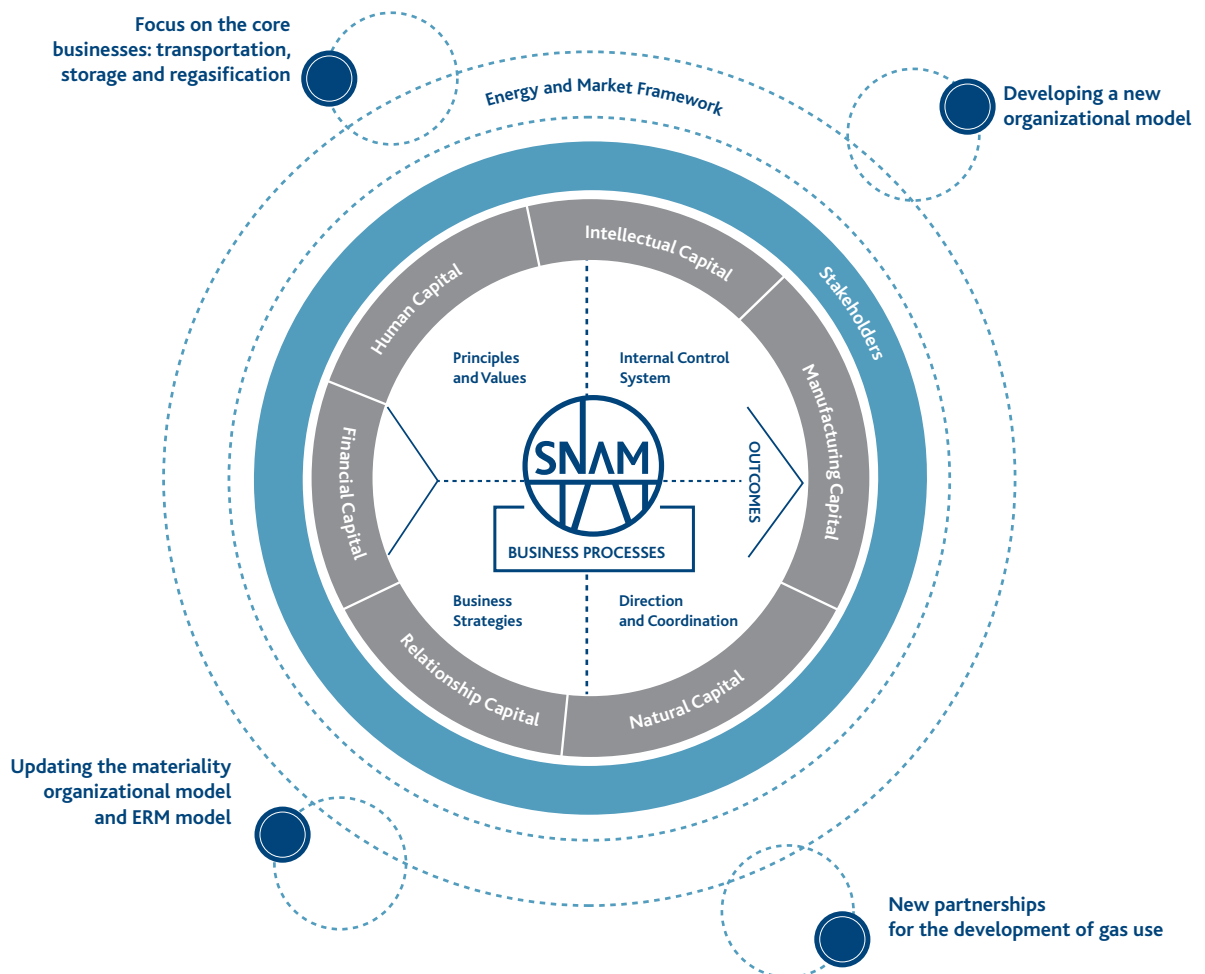 Focus on the core
businesses: transportation,
storage and regasification
Energy and Market Framework
Developing a new
organizational model
Intellectual Capital
Human Capital
Stakeholders
Principles
and Values
Internal Control
System
Manufacturing Capital
Financial Capital
SNAM
OUTCOMES
BUSINESS PROCESSES
Business
Strategies
Direction
and Coordination
Relationship Capital
Natural Capital
Updating the materiality
organizational model
and ERM model
New partnerships
for the development of gas use